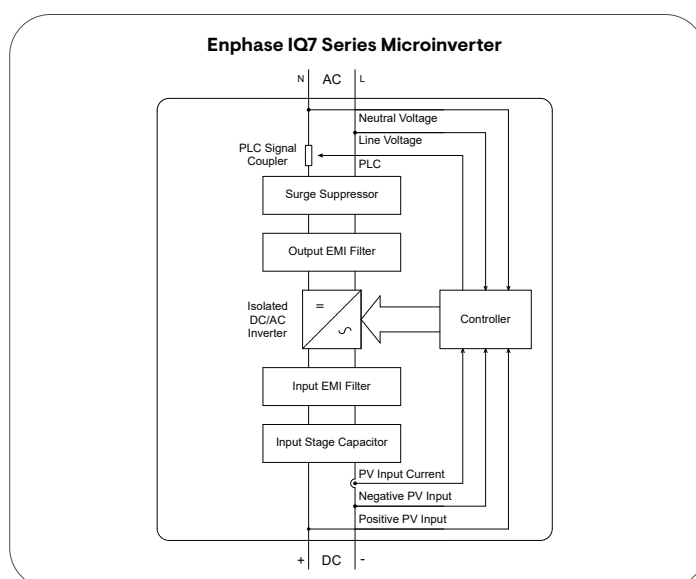 Enphase IQ7 Series Microinverter
N AC L
Neutral Voltage
Line Voltage
PLC Signal
Coupler
PLC
Surge Suppressor
Output EMI Filter
Isolated
DC/AC
Inverter
=
Controller
Input EMI Filter
Input Stage Capacitor
PV Input Current
Negative PV Input
Positive PV Input
+ DC -